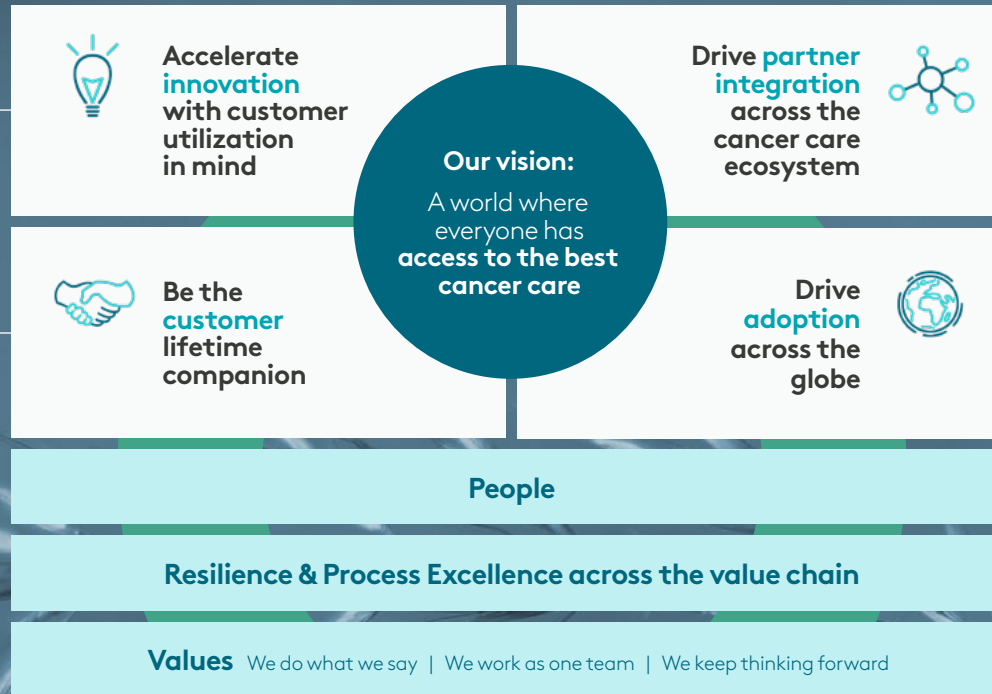 Accelerate
innovation
with customer
utilization
in mind
Drive partner
integration
across the
cancer care
ecosystem
Our vision:
A world where
everyone has
access to the best
cancer care
Be the
customer
lifetime
companion
Drive
adoption
across the
globe
People
Resilience & Process Excellence across the value chain
Values We do what we say | We work as one team | We keep thinking forward